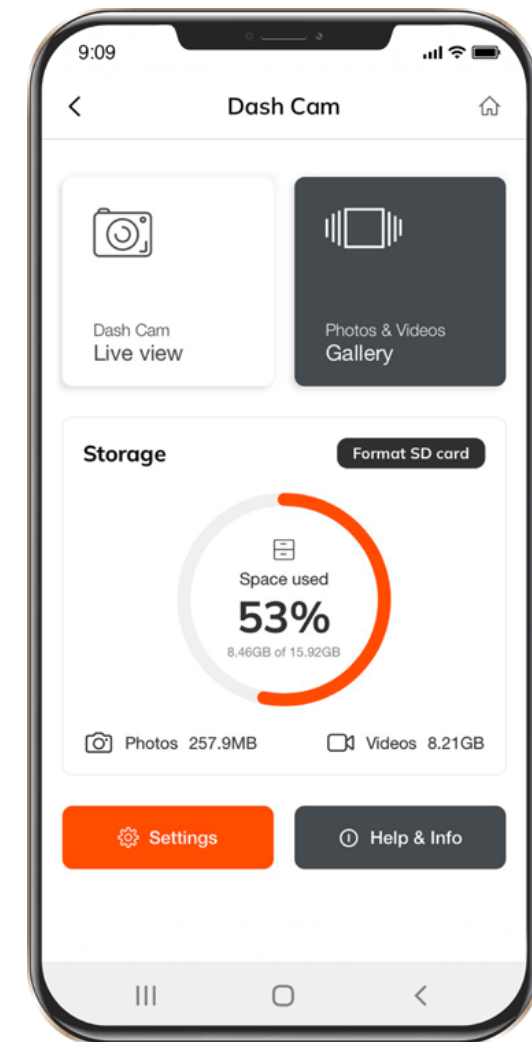 9:09
Dash Cam
Dash Cam
Live view
Photos & Videos
Gallery
Storage
Format SD card
Space used
53%
8.46GB of 15.92GB
Photos 257.9MB
Videos 8.21GB
Settings
Help & Info